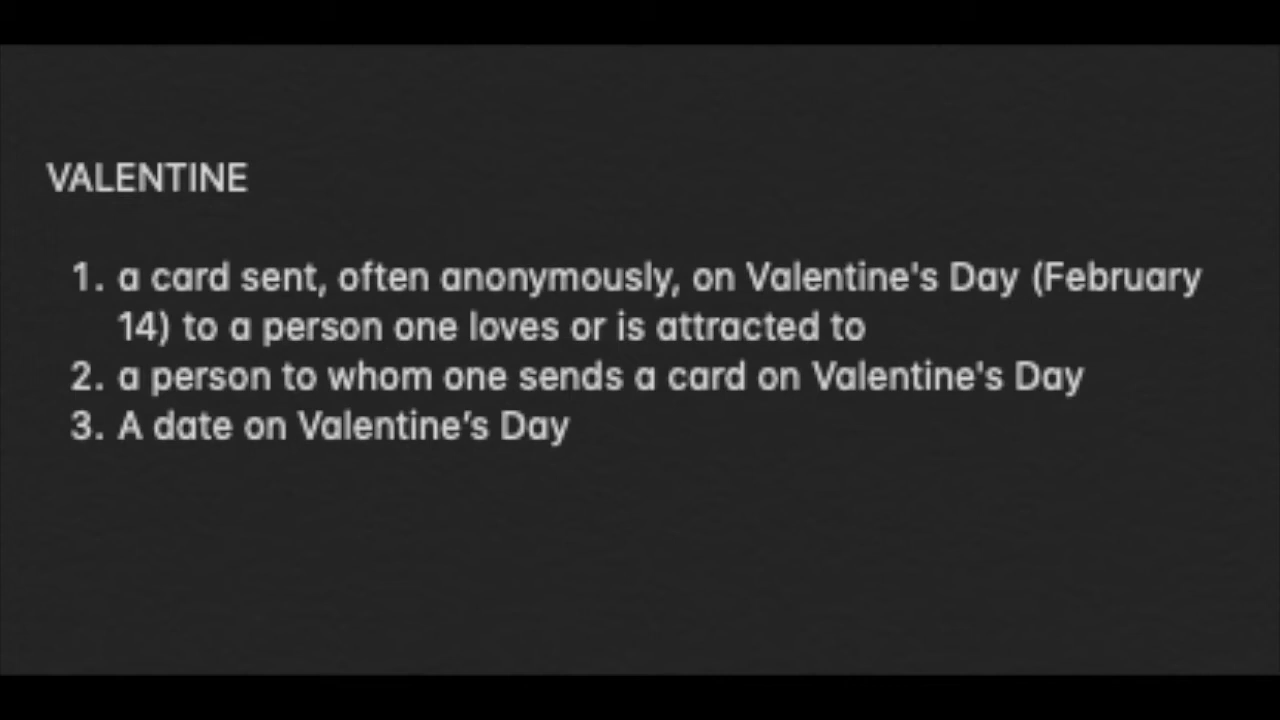 VALENTINE
1. a card sent, often anonymously, on Valentine's Day (February
14) to a person one loves or is attracted to
2. a person to whom one sends a card on Valentine's Day
3. A date on Valentine’s Day